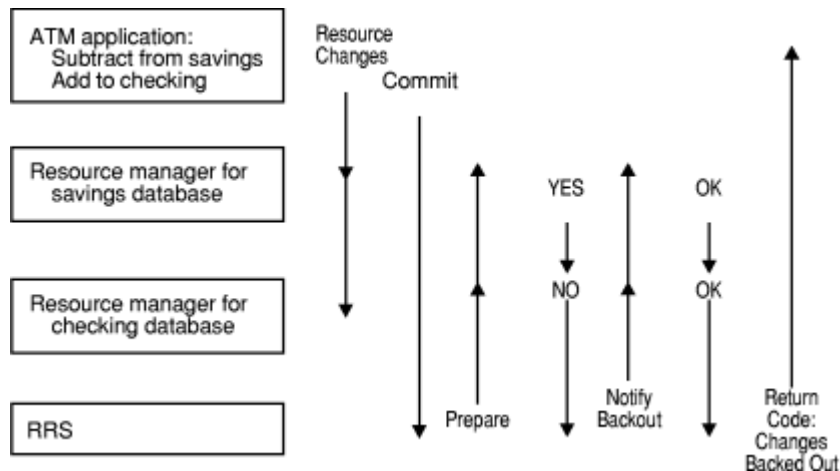 ATM application:
Subtract from savings
Add to checking
Resource
Changes
Commit
Resource manager for
savings database
YES
OK
Resource manager for
checking database
NO
OK
RRS
Prepare
Notify
Backout
Return
Code:
Changes
Backed Out